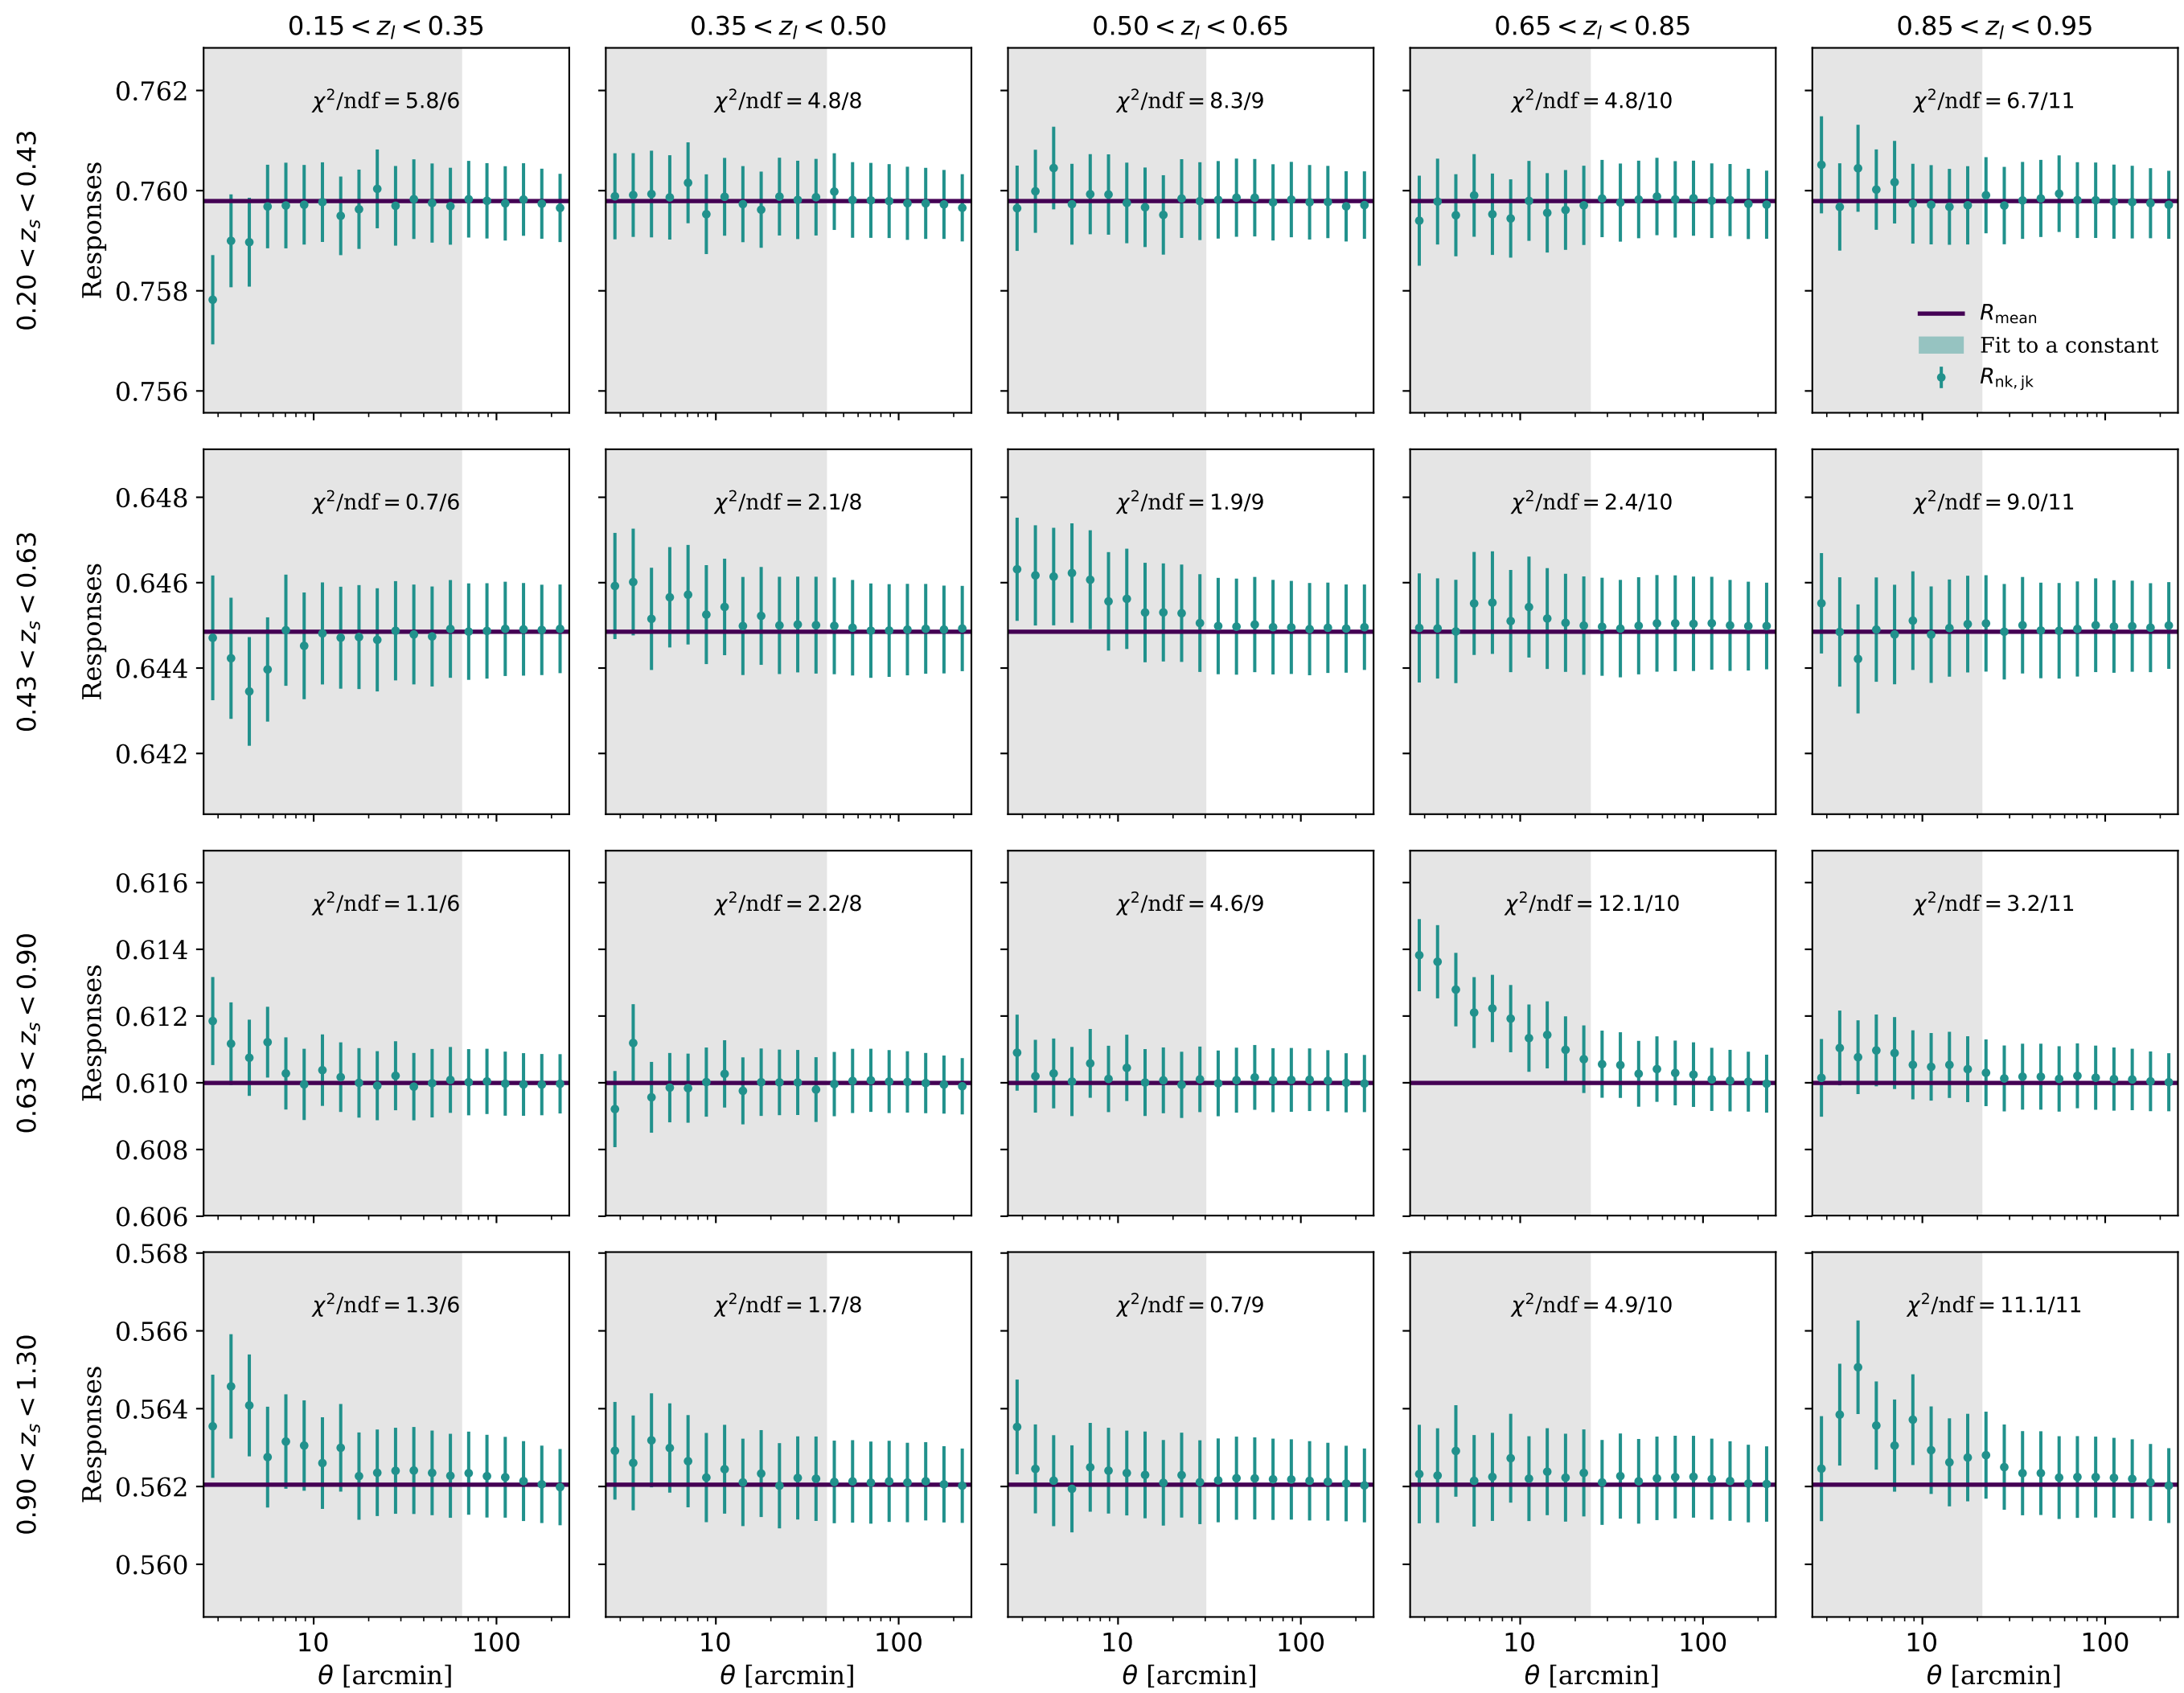 0.15 < z_l < 0.35
0.35 < z_l < 0.50
0.50 < z_l < 0.65
0.65 < z_l < 0.85
0.85 < z_l < 0.95
0.20 < z_s < 0.43
Responses
0.762
0.760
0.758
0.756
χ²/ndf = 5.8/6
χ²/ndf = 4.8/8
χ²/ndf = 8.3/9
χ²/ndf = 4.8/10
χ²/ndf = 6.7/11
R_mean
Fit to a constant
R_nk, jk
0.43 < z_s < 0.63
Responses
0.648
0.646
0.644
0.642
χ²/ndf = 0.7/6
χ²/ndf = 2.1/8
χ²/ndf = 1.9/9
χ²/ndf = 2.4/10
χ²/ndf = 9.0/11
0.63 < z_s < 0.90
Responses
0.616
0.614
0.612
0.610
0.608
0.606
χ²/ndf = 1.1/6
χ²/ndf = 2.2/8
χ²/ndf = 4.6/9
χ²/ndf = 12.1/10
χ²/ndf = 3.2/11
0.90 < z_s < 1.30
Responses
0.568
0.566
0.564
0.562
0.560
χ²/ndf = 1.3/6
χ²/ndf = 1.7/8
χ²/ndf = 0.7/9
χ²/ndf = 4.9/10
χ²/ndf = 11.1/11
10 100
10 100
10 100
10 100
10 100
θ [arcmin]
θ [arcmin]
θ [arcmin]
θ [arcmin]
θ [arcmin]